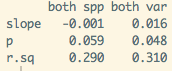 both spp both var
slope -0.001 0.016
p 0.059 0.048
r.sq 0.290 0.310